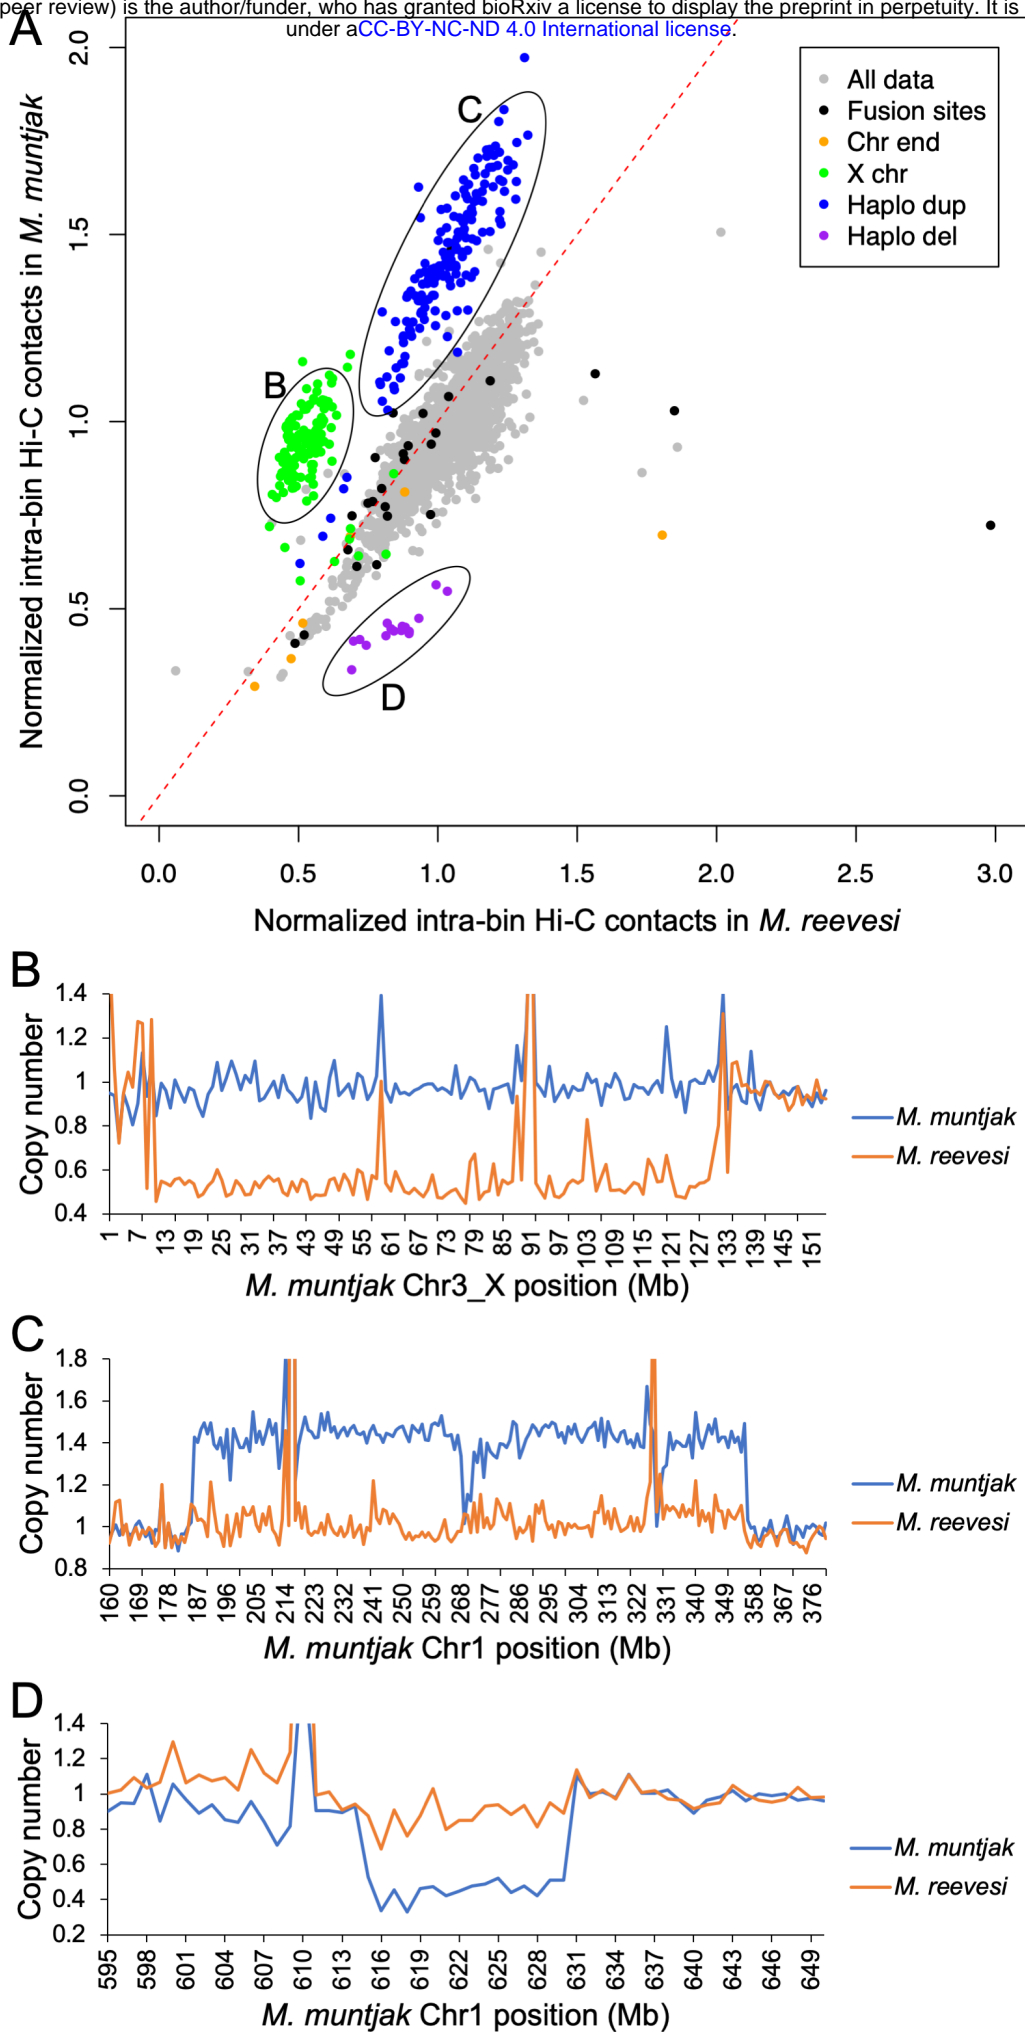 peer review) is the author/funder, who has granted bioRxiv a license to display the preprint in perpetuity. It is
under aCC-BY-NC-ND 4.0 International license.
A
All data
Fusion sites
Chr end
X chr
Haplo dup
Haplo del
C
B
D
2.0
1.5
1.0
0.5
0.0
Normalized intra-bin Hi-C contacts in M. muntjak
0.0 0.5 1.0 1.5 2.0 2.5 3.0
Normalized intra-bin Hi-C contacts in M. reevesi
B
1.4
1.2
1
0.8
0.6
0.4
Copy number
M. muntjak
M. reevesi
1 7 13 19 25 31 37 43 49 55 61 67 73 79 85 91 97 103 109 115 121 127 133 139 145 151
M. muntjak Chr3_X position (Mb)
C
1.8
1.6
1.4
1.2
1
0.8
Copy number
M. muntjak
M. reevesi
160 169 178 187 196 205 214 223 232 241 250 259 268 277 286 295 304 313 322 331 340 349 358 367 376
M. muntjak Chr1 position (Mb)
D
1.4
1.2
1
0.8
0.6
0.4
0.2
Copy number
M. muntjak
M. reevesi
595 598 601 604 607 610 613 616 619 622 625 628 631 634 637 640 643 646 649
M. muntjak Chr1 position (Mb)